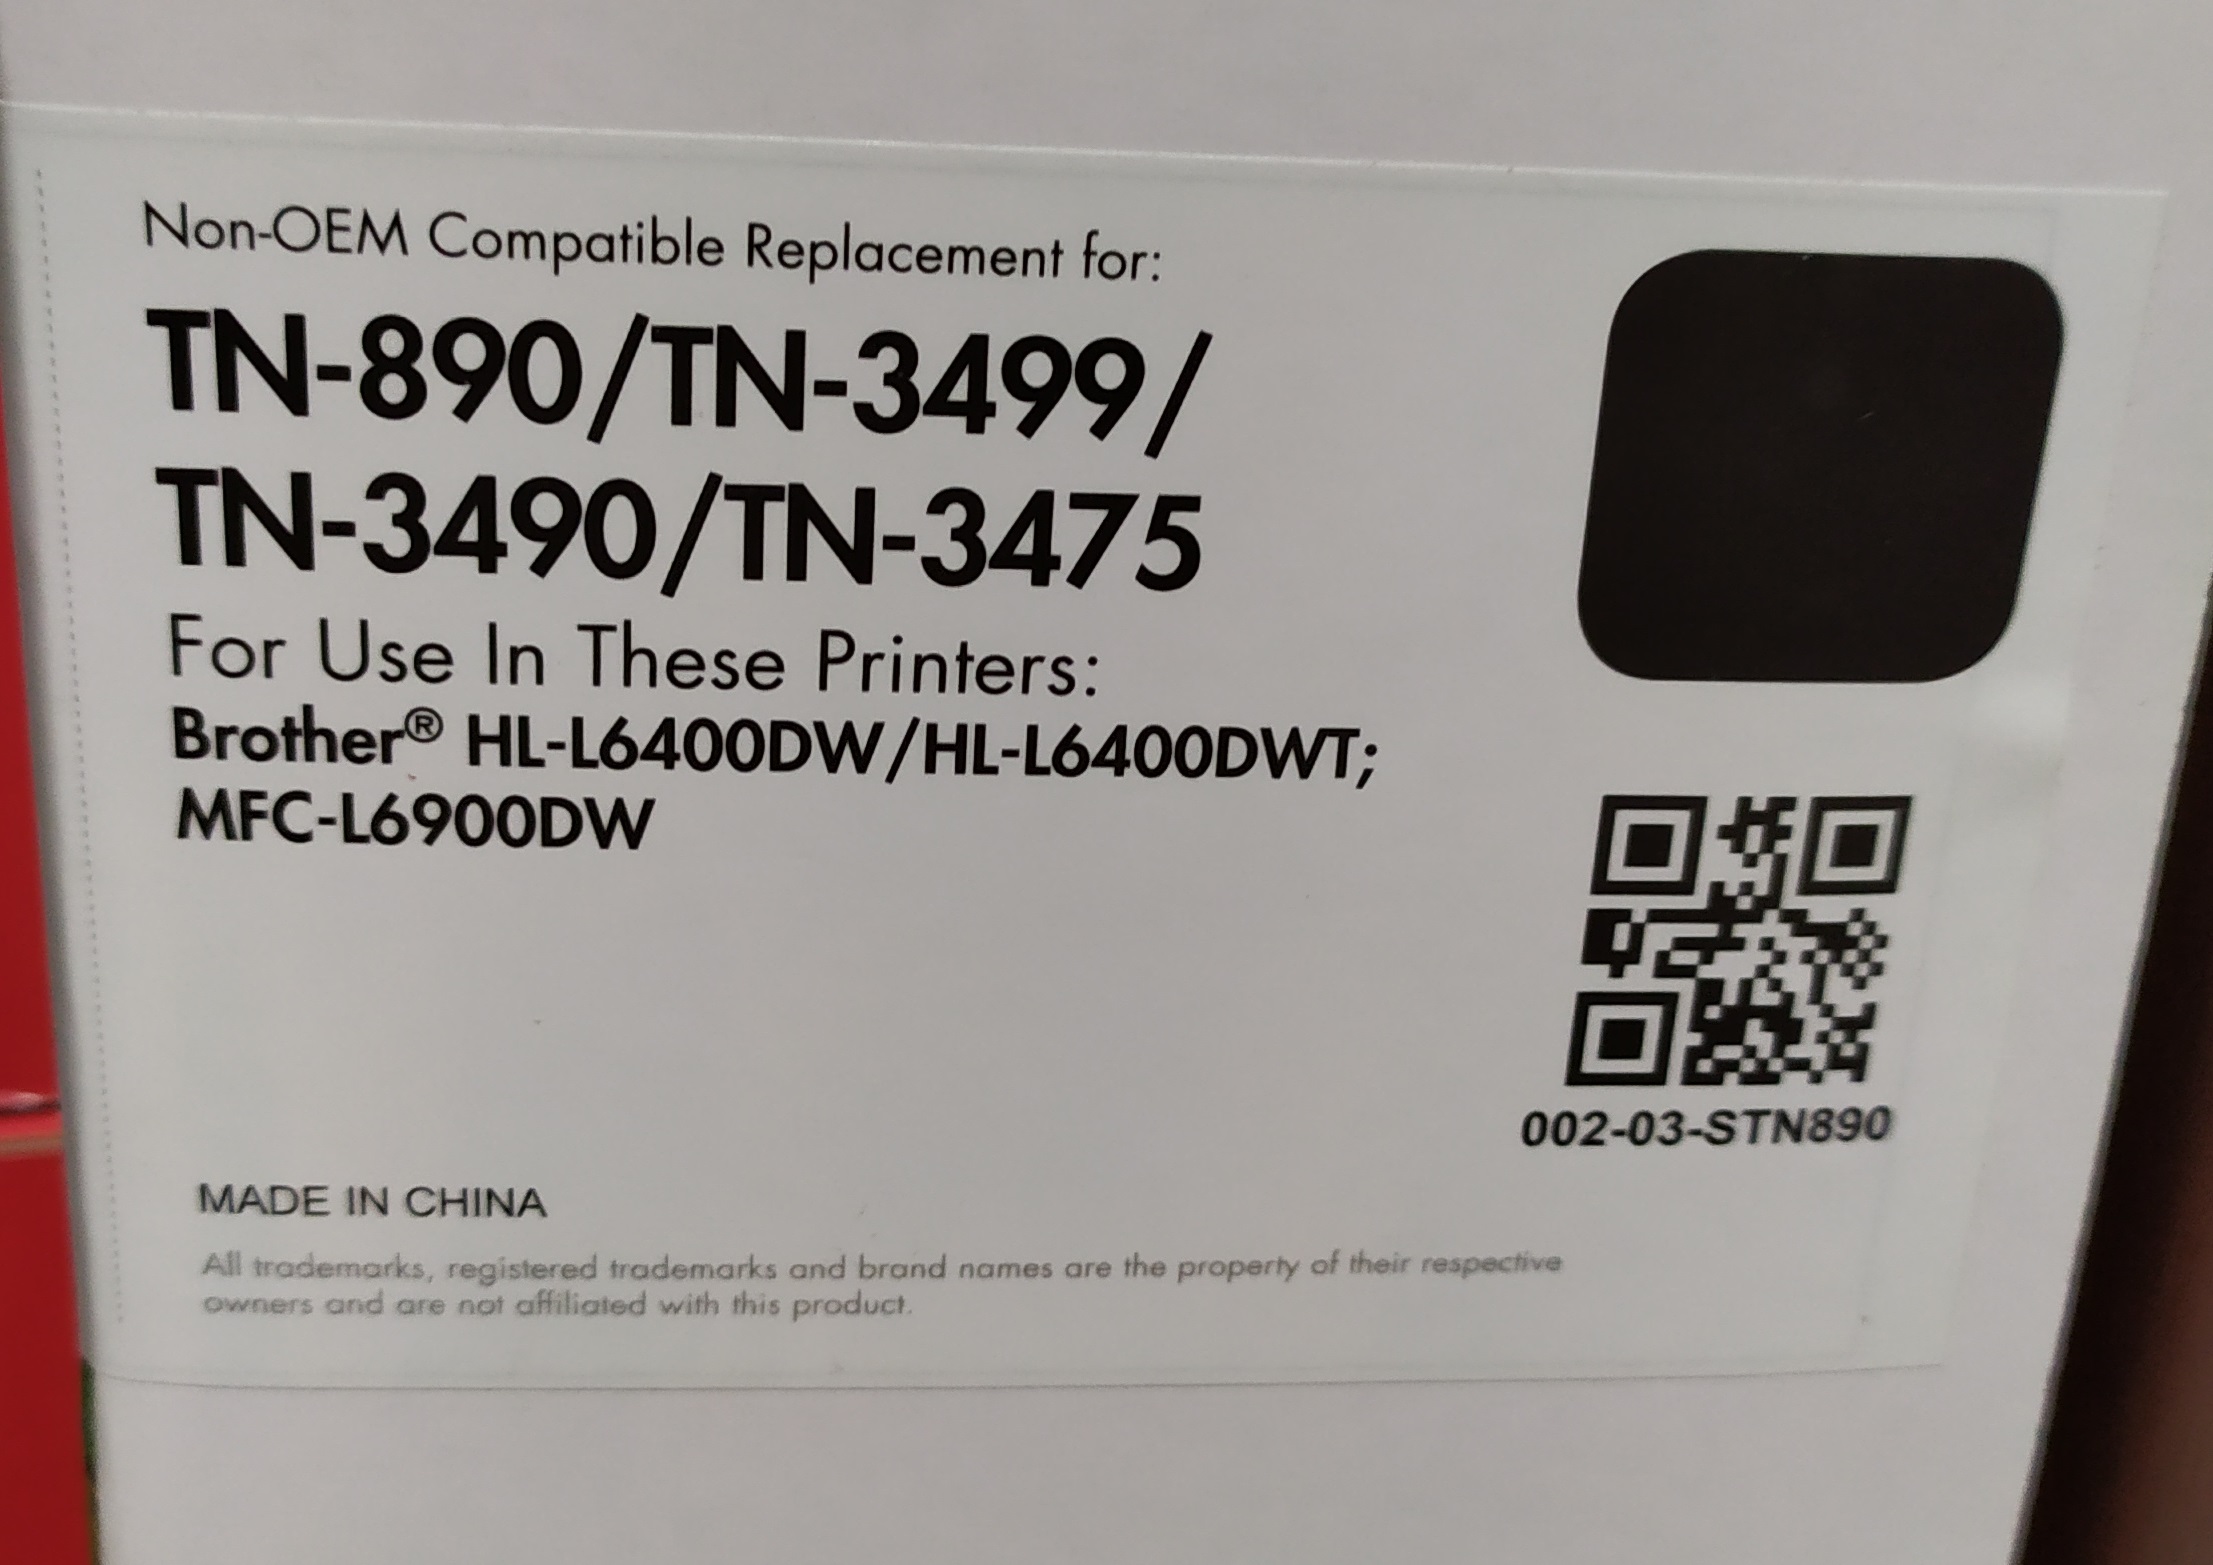 Non-OEM Compatible Replacement for:
TN-890/TN-3499/
TN-3490/TN-3475
For Use In These Printers:
Brother® HL-L6400DW/HL-L6400DWT;
MFC-L6900DW
002-03-STN890
MADE IN CHINA
All trademarks, registered trademarks and brand names are the property of their respective
owners and are not affiliated with this product.